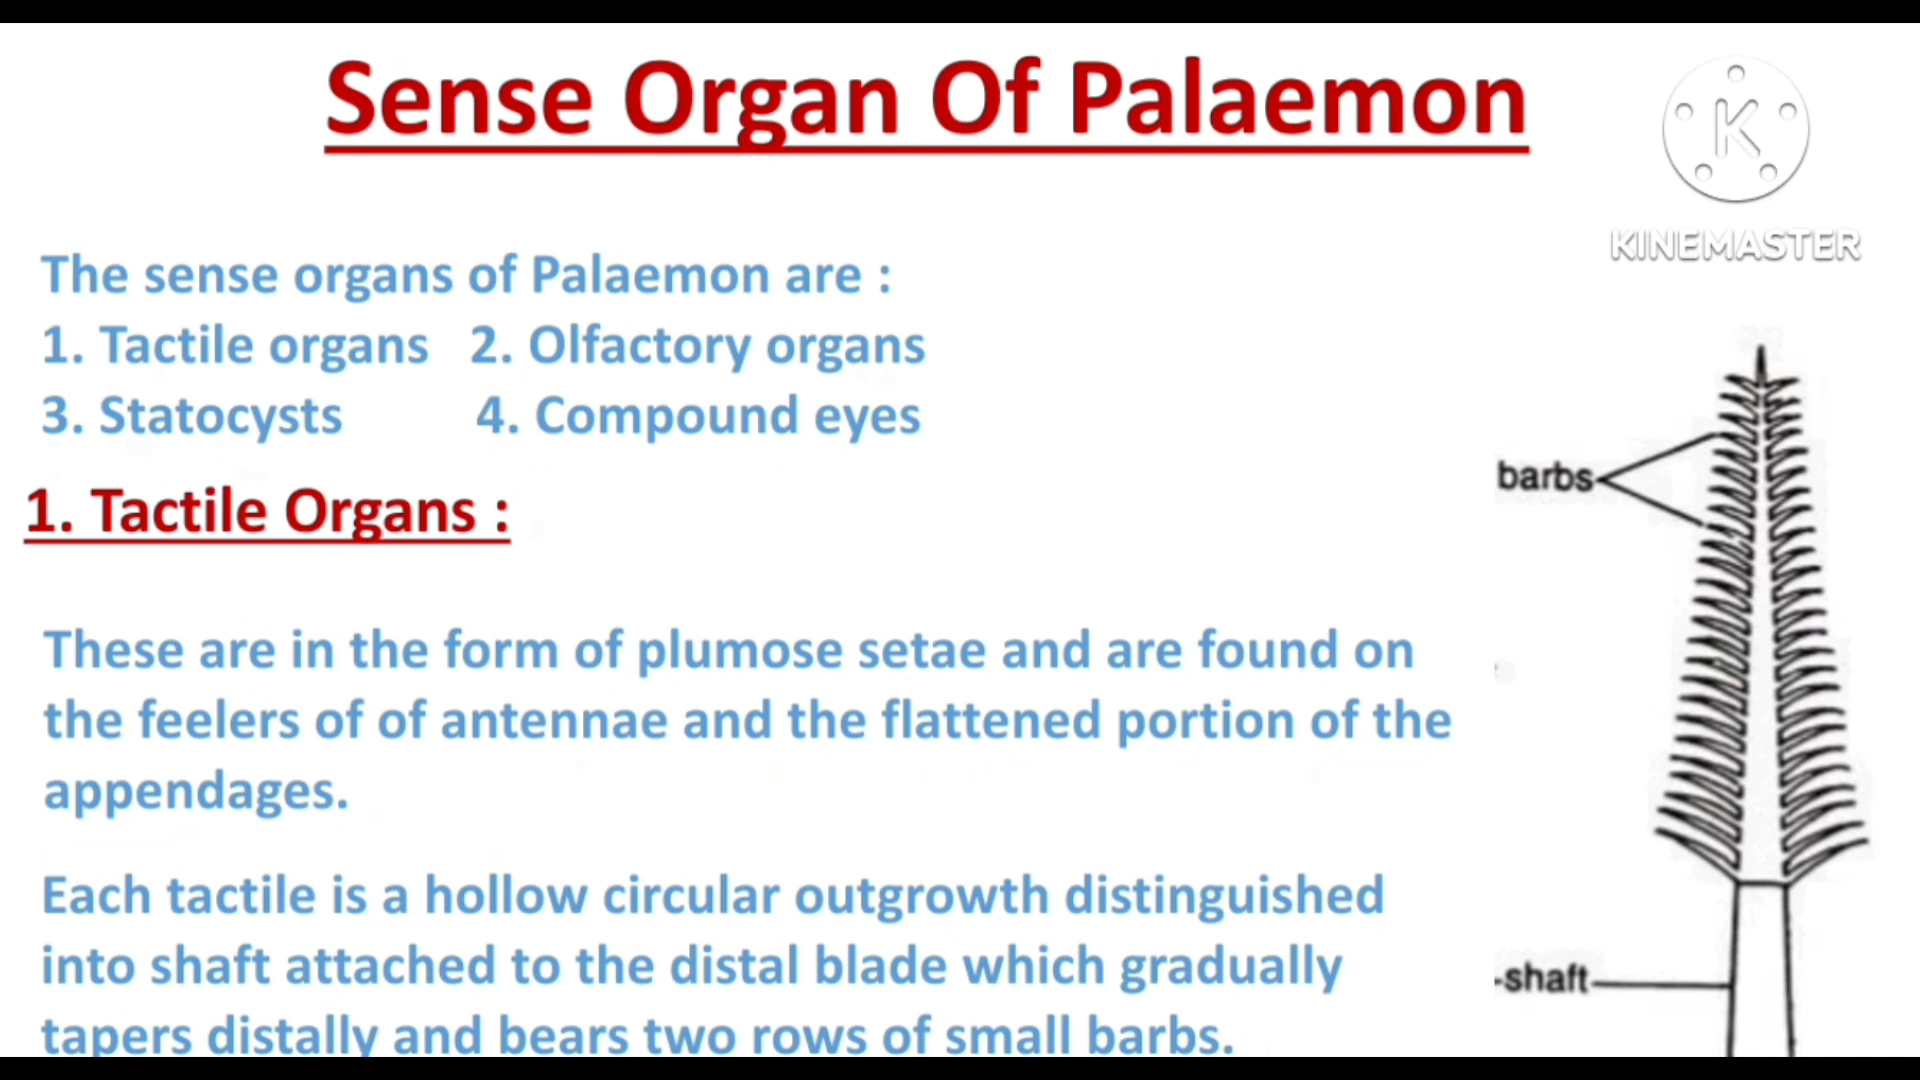 Sense Organ Of Palaemon
K
KINEMASTER
The sense organs of Palaemon are :
1. Tactile organs 2. Olfactory organs
3. Statocysts 4. Compound eyes
1. Tactile Organs :
These are in the form of plumose setae and are found on
the feelers of of antennae and the flattened portion of the
appendages.
Each tactile is a hollow circular outgrowth distinguished
into shaft attached to the distal blade which gradually
tapers distally and bears two rows of small barbs.
barbs
-shaft